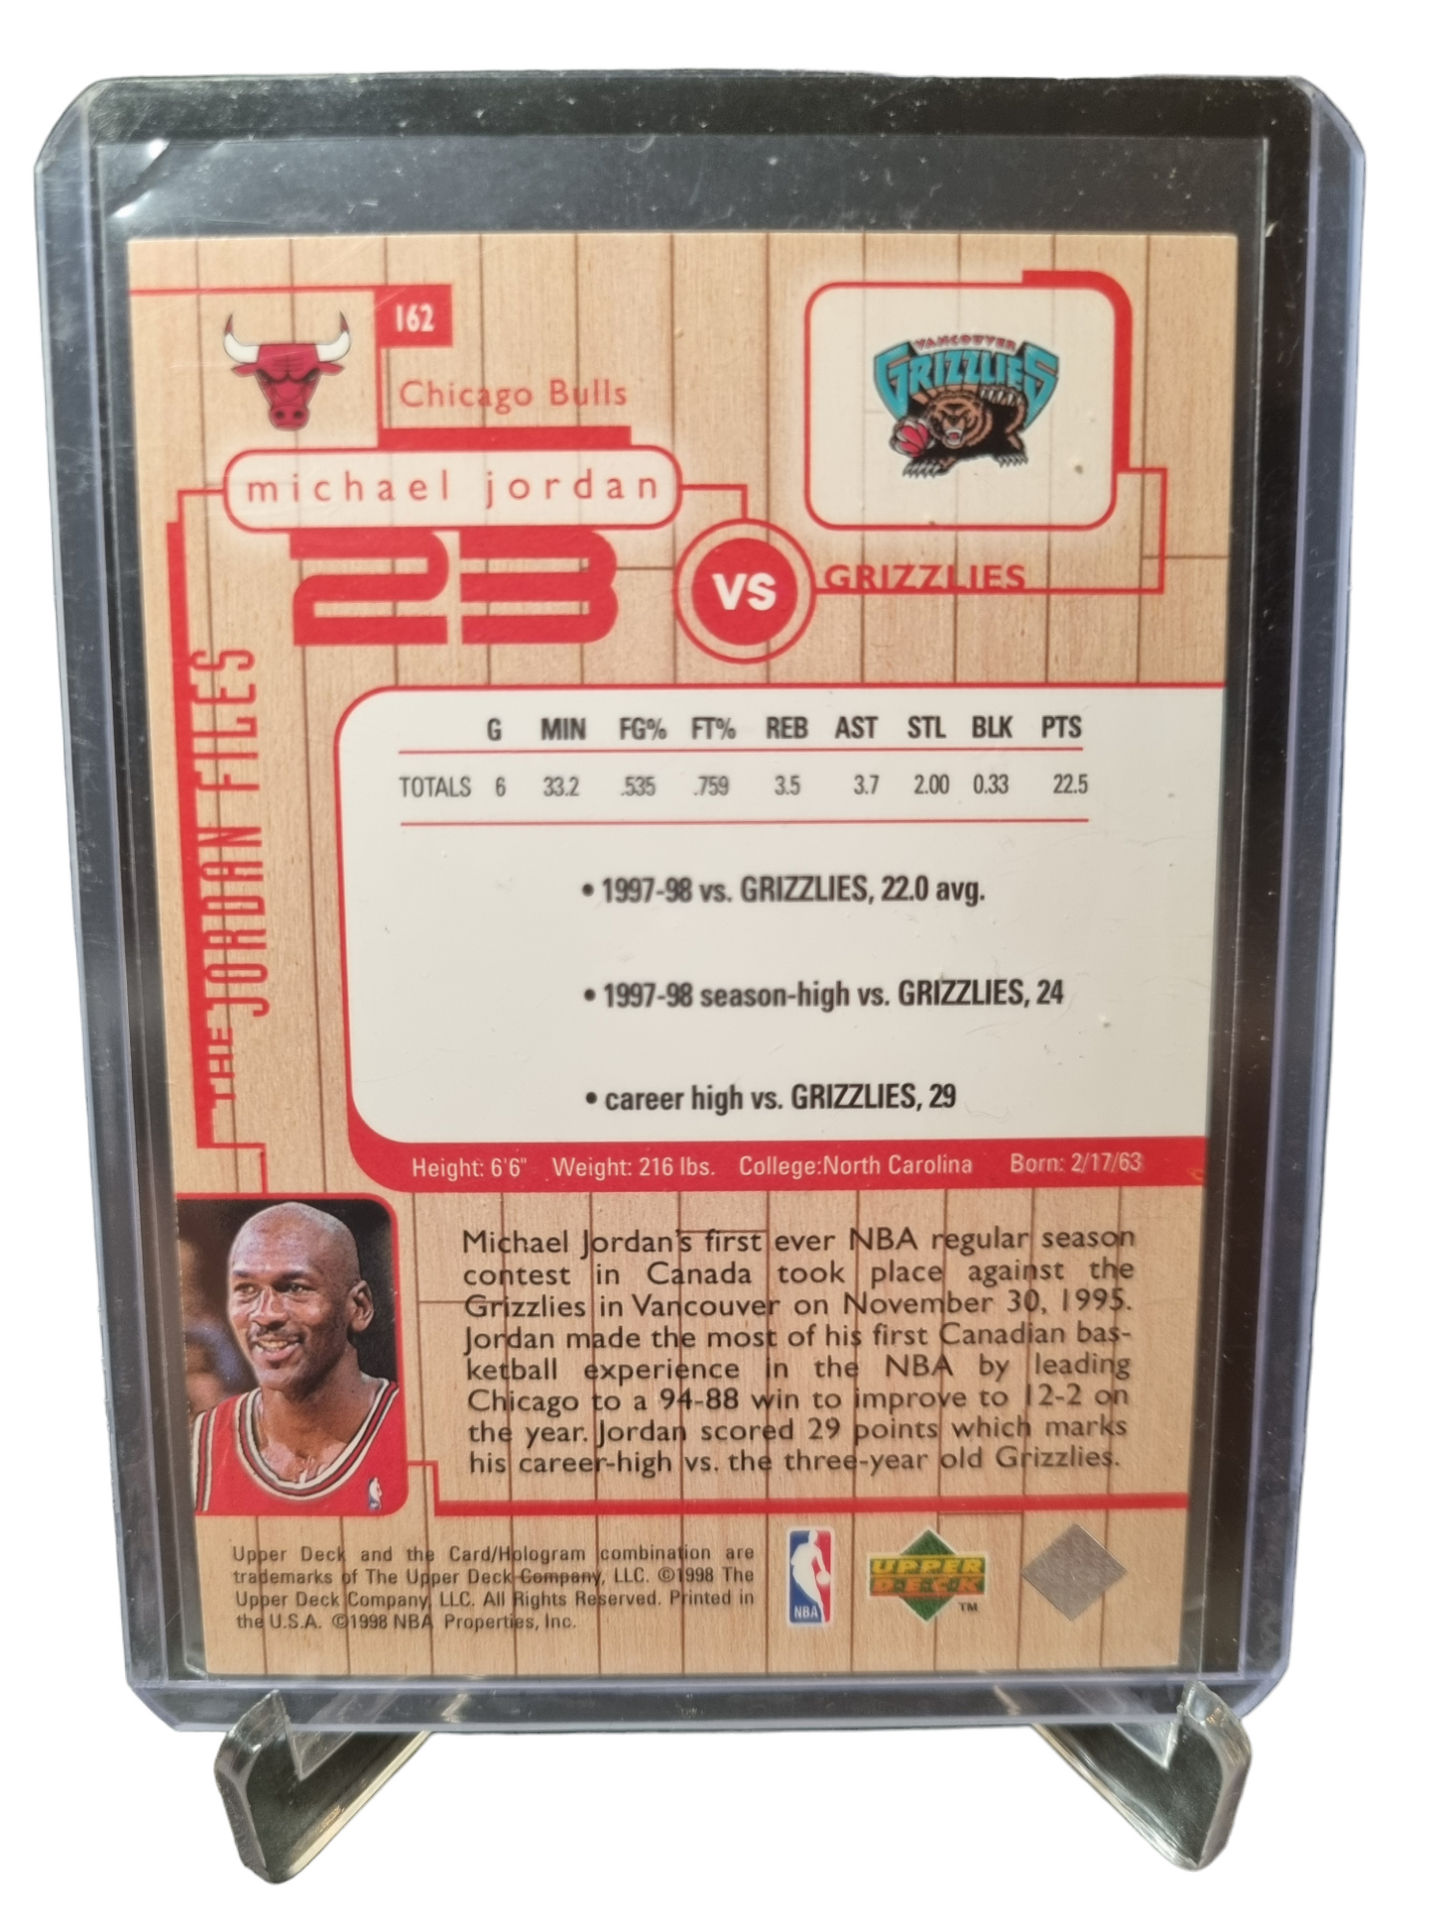 162
Chicago Bulls
michael jordan
23
VANCOUVER
GRIZZLIES
VS
GRIZZLIES
THE JORDAN FILES
G MIN FG% FT% REB AST STL BLK PTS
TOTALS 6 33.2 .535 .759 3.5 3.7 2.00 0.33 22.5
• 1997-98 vs. GRIZZLIES, 22.0 avg.
• 1997-98 season-high vs. GRIZZLIES, 24
• career high vs. GRIZZLIES, 29
Height: 6'6" Weight: 216 lbs. College:North Carolina Born: 2/17/63
Michael Jordan's first ever NBA regular season
contest in Canada took place against the
Grizzlies in Vancouver on November 30, 1995.
Jordan made the most of his first Canadian bas-
ketball experience in the NBA by leading
Chicago to a 94-88 win to improve to 12-2 on
the year. Jordan scored 29 points which marks
his career-high vs. the three-year old Grizzlies.
Upper Deck and the Card/Hologram combination are
trademarks of The Upper Deck Company, LLC. ©1998 The
Upper Deck Company, LLC. All Rights Reserved. Printed in
the U.S.A. ©1998 NBA Properties, Inc.
NBA
UPPER
DECK
TM